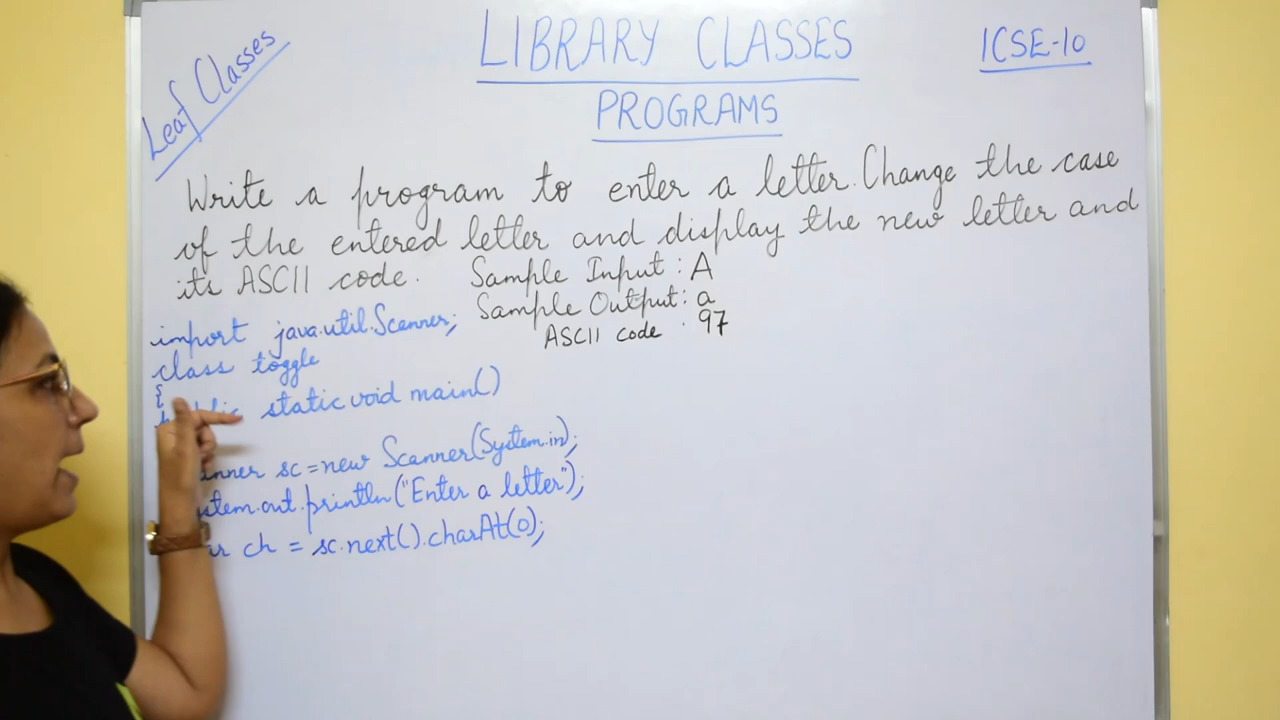 Leaf Classes
LIBRARY CLASSES
ICSE-10
PROGRAMS
Write a program to enter a letter. Change the case
of the entered letter and display the new letter and
its ASCII code. Sample Input : A
Sample Output: a
ASCII code : 97
import java.util.Scanner;
class toggle
{
static void main()
sc = new Scanner(System.in);
.out.println("Enter a letter");
ch = sc.next().charAt(0);